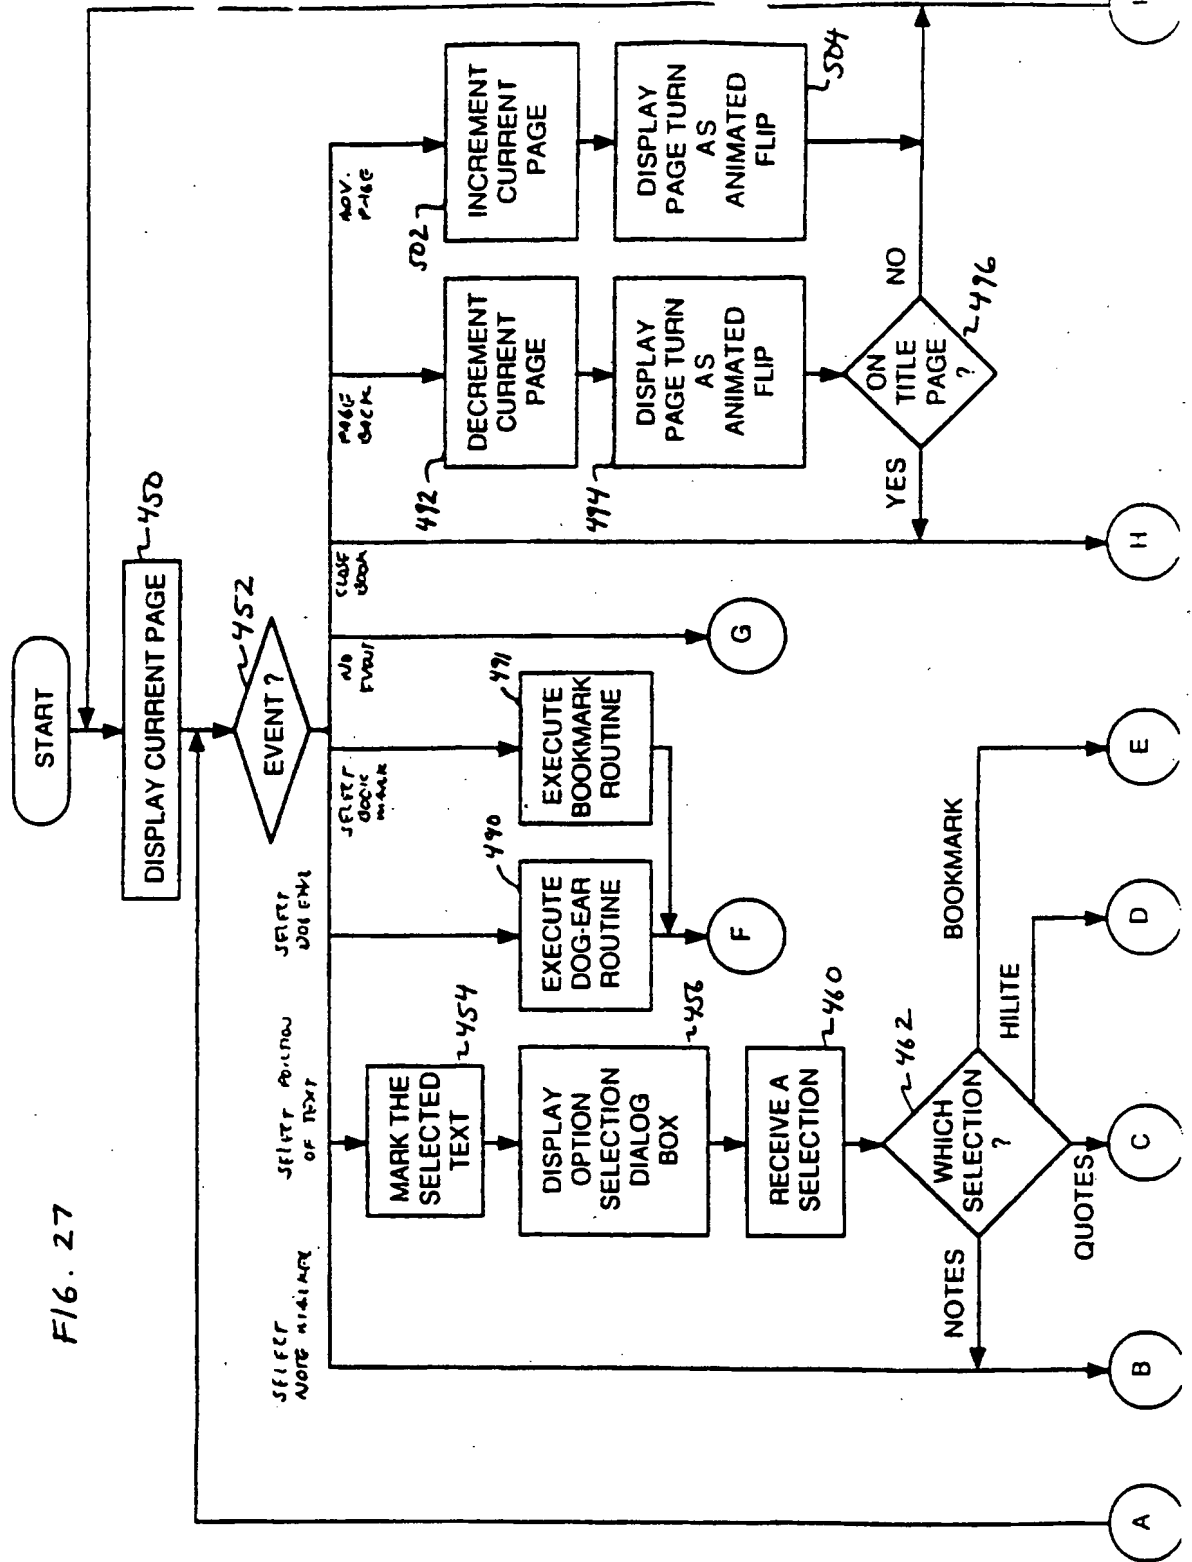 FIG. 27
START
DISPLAY CURRENT PAGE
450
EVENT?
452
SELECT
NOTE MARKER
SELECT PORTION
OF TEXT
SELECT
DOG EAR
SELECT
BOOK
MARK
NO
EVENT
CLOSE
BOOK
PAGE
BACK
ADV.
PAGE
MARK THE
SELECTED
TEXT
454
DISPLAY
OPTION
SELECTION
DIALOG
BOX
456
RECEIVE A
SELECTION
460
WHICH
SELECTION
?
462
NOTES
QUOTES
HILITE
BOOKMARK
EXECUTE
DOG-EAR
ROUTINE
490
EXECUTE
BOOKMARK
ROUTINE
491
DECREMENT
CURRENT
PAGE
492
DISPLAY
PAGE TURN
AS
ANIMATED
FLIP
494
ON
TITLE
PAGE
?
496
YES
NO
INCREMENT
CURRENT
PAGE
502
DISPLAY
PAGE TURN
AS
ANIMATED
FLIP
504
F
G
A
B
C
D
E
H